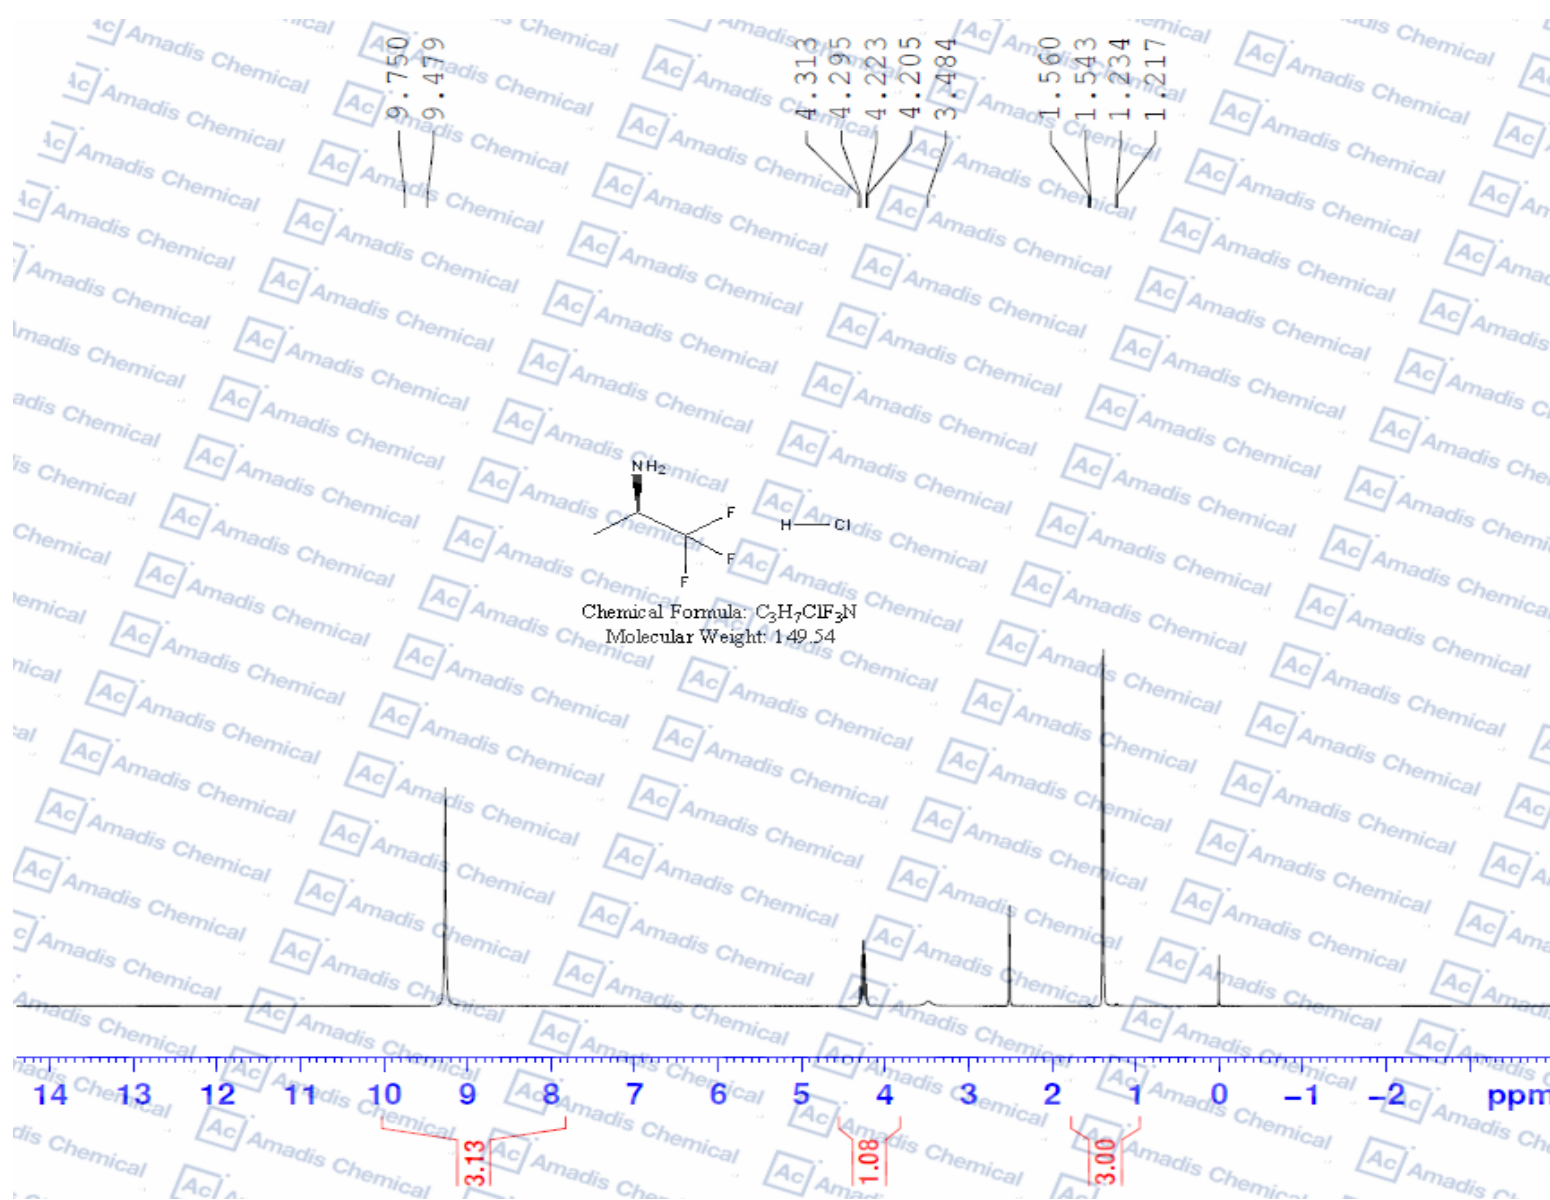 9.750
9.479
4.313
4.295
4.223
4.205
3.484
1.560
1.543
1.234
1.217
NH2
F
F
F
H
Cl
Chemical Formula: C3H7ClF3N
Molecular Weight: 149.54
14 13 12 11 10 9 8 7 6 5 4 3 2 1 0 -1 -2 ppm
3.13
1.08
3.00
Ac Amadis Chemical